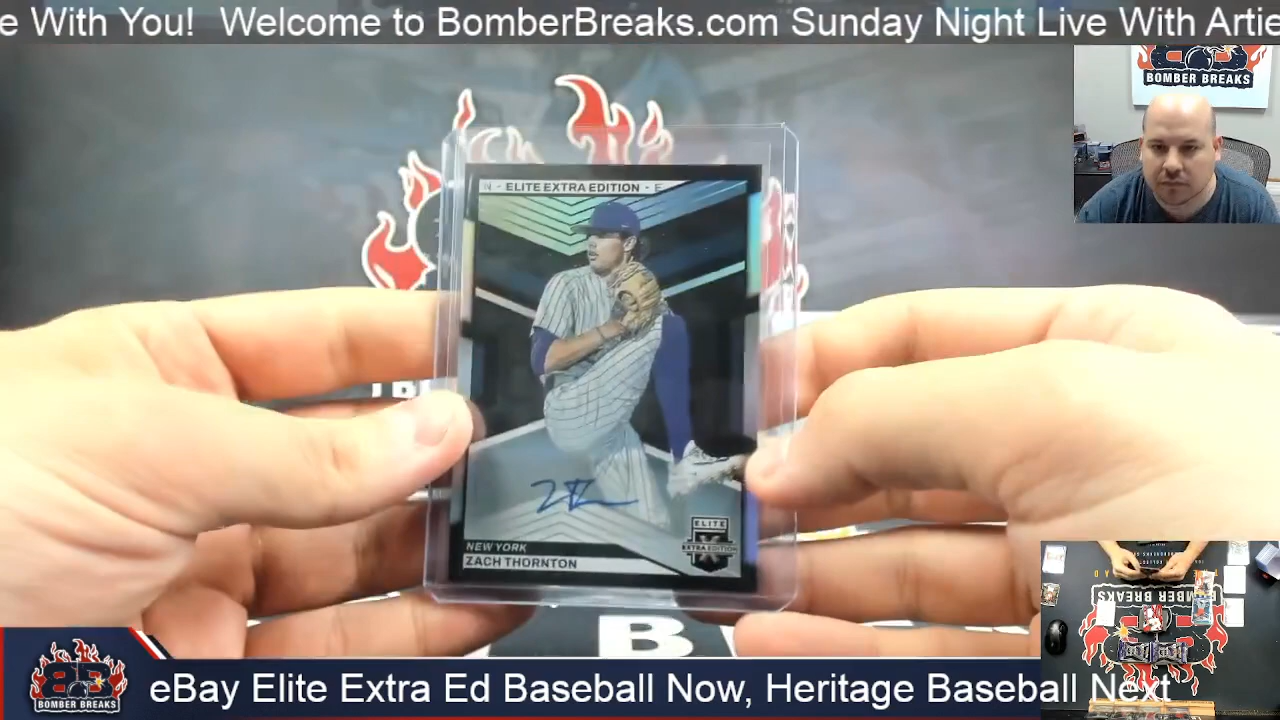 e With You!  Welcome to BomberBreaks.com Sunday Night Live With Artie
BOMBER BREAKS
- ELITE EXTRA EDITION - E
ELITE
EXTRA EDITION
NEW YORK
ZACH THORNTON
B
BOMBER BREAKS
BOMBER BREAKS
eBay Elite Extra Ed Baseball Now, Heritage Baseball Next